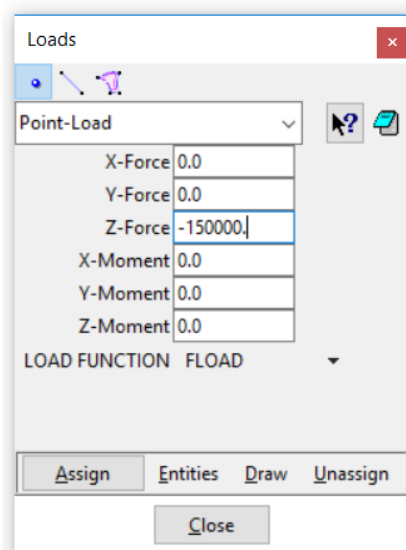 Loads
Point-Load
X-Force 0.0
Y-Force 0.0
Z-Force -150000.
X-Moment 0.0
Y-Moment 0.0
Z-Moment 0.0
LOAD FUNCTION FLOAD
Assign Entities Draw Unassign
Close